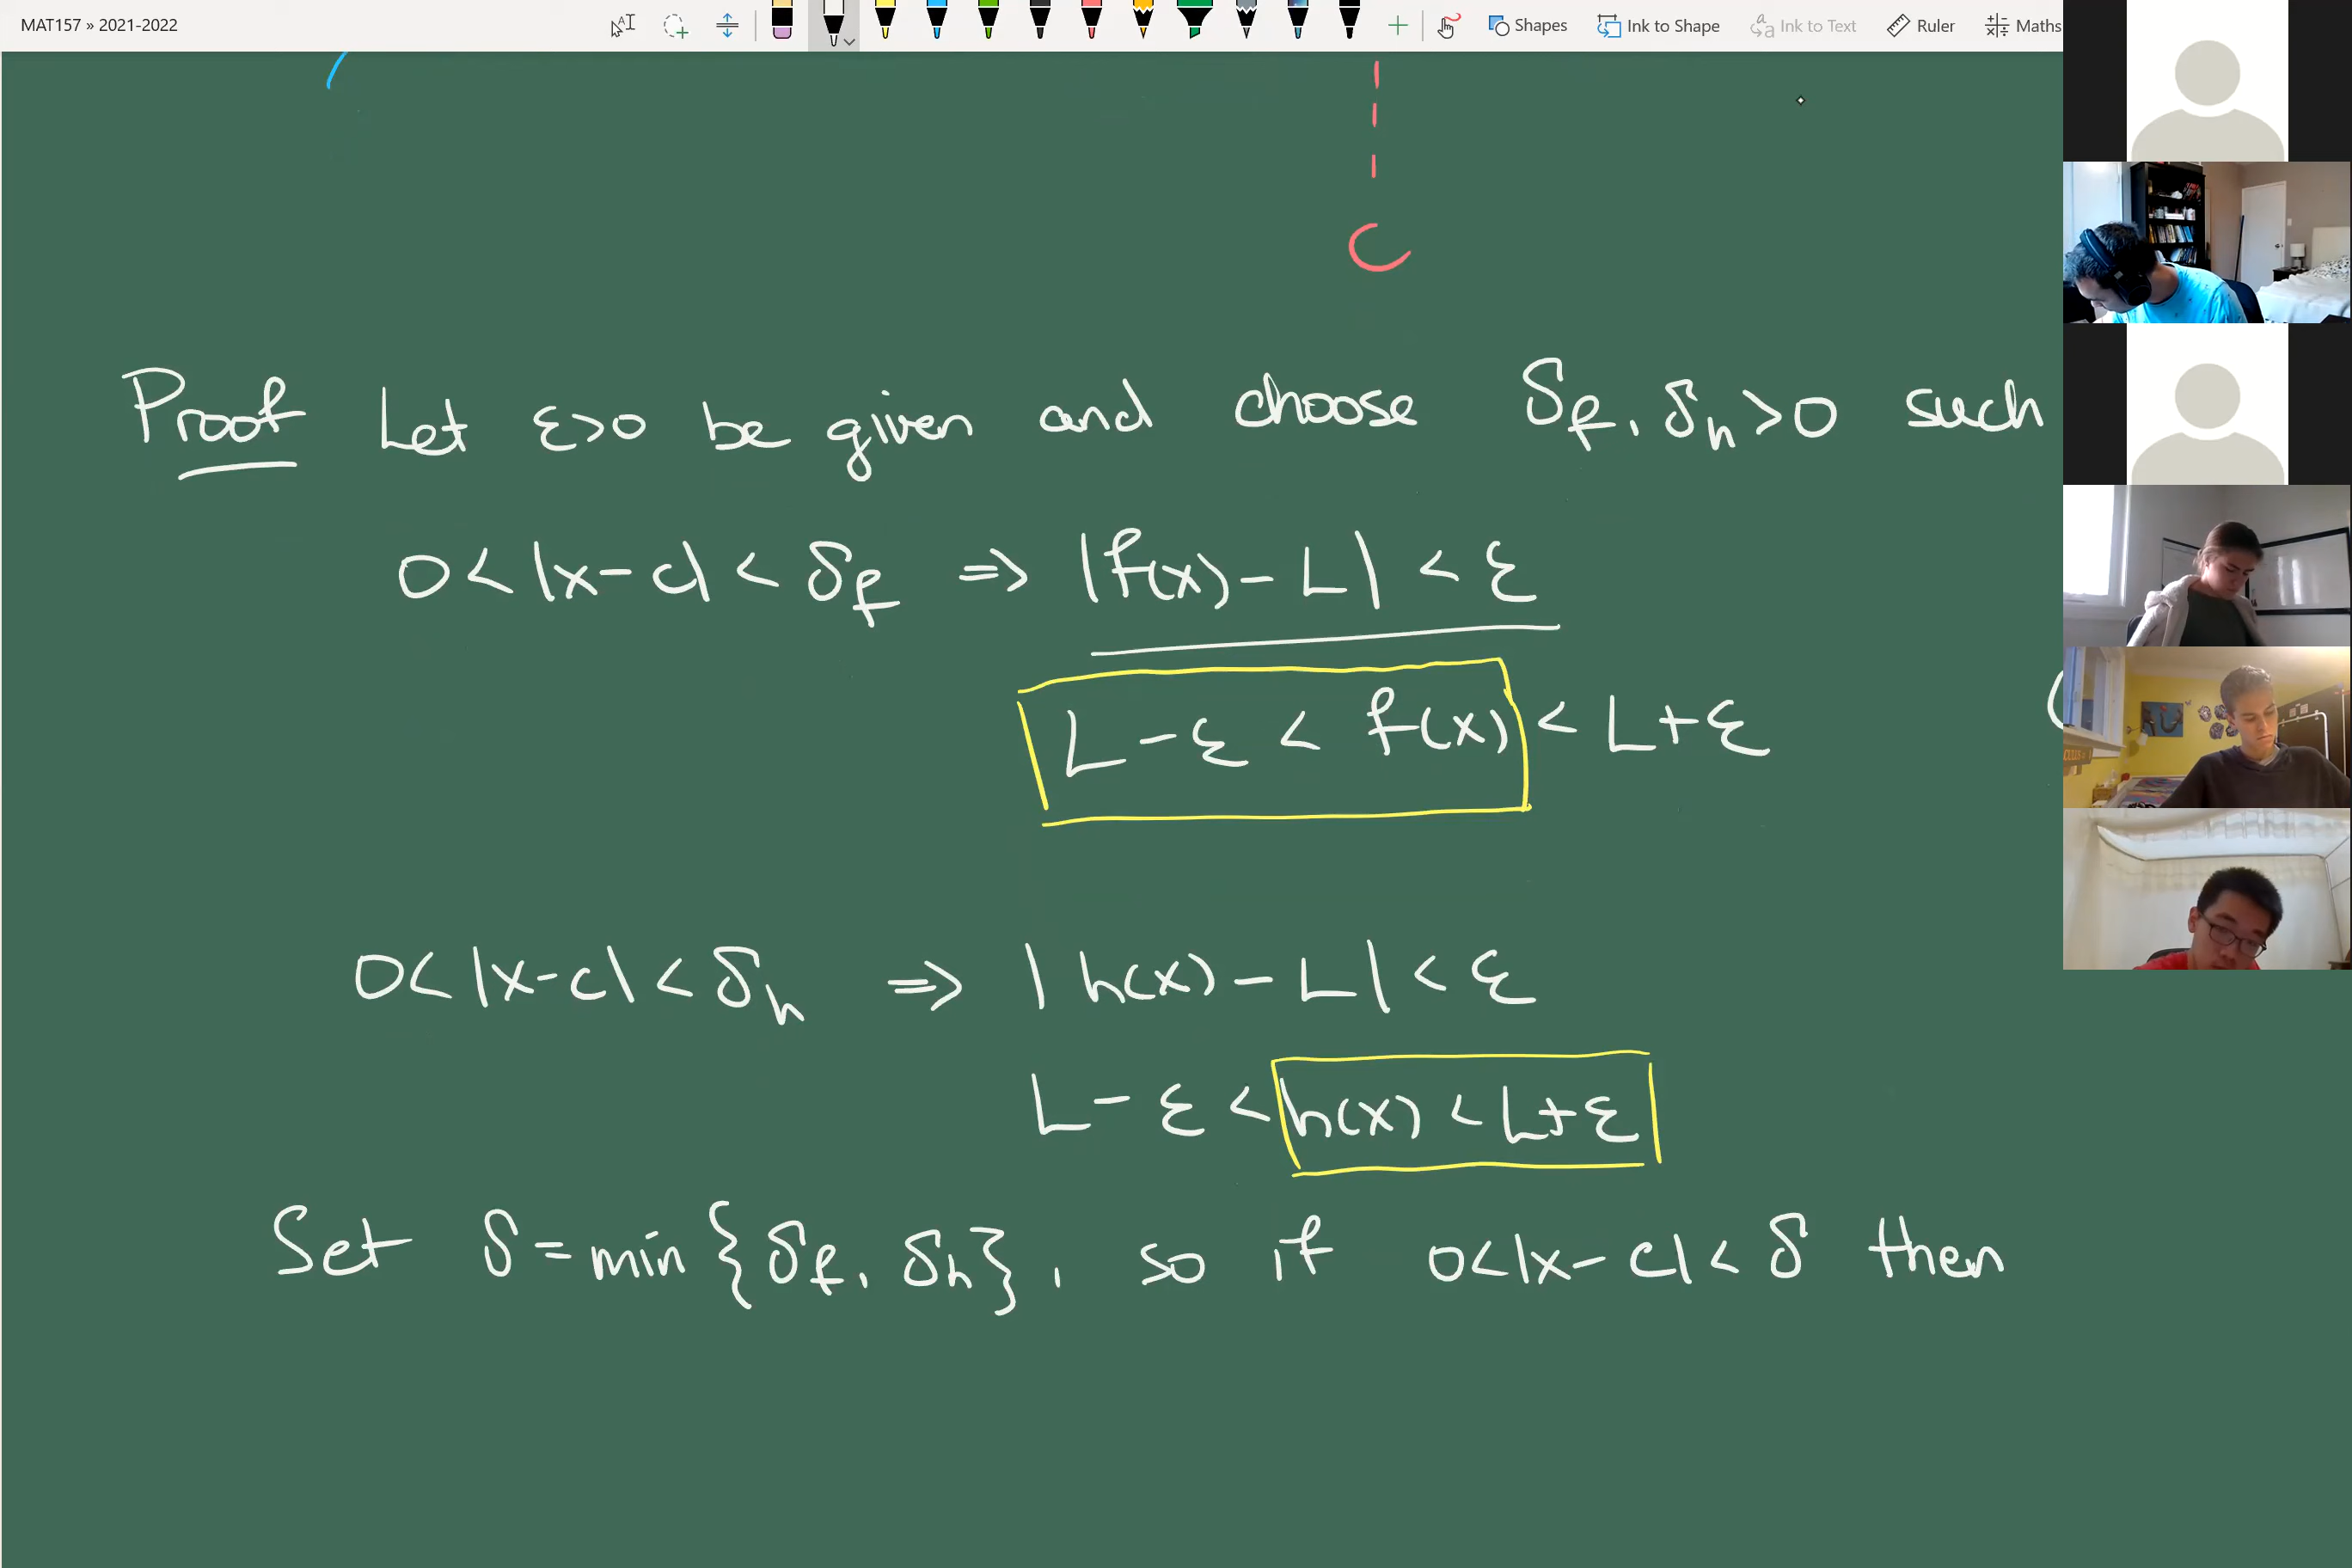 MAT157 » 2021-2022
Shapes Ink to Shape Ink to Text Ruler Maths
C
Proof Let ε>0 be given and choose δf, δh>0 such
0<|x-c|<δf ⇒ |f(x)-L|<ε
L-ε<f(x)<L+ε
0<|x-c|<δh ⇒ |h(x)-L|<ε
L-ε<h(x)<L+ε
Set δ=min{δf, δh}, so if 0<|x-c|<δ then